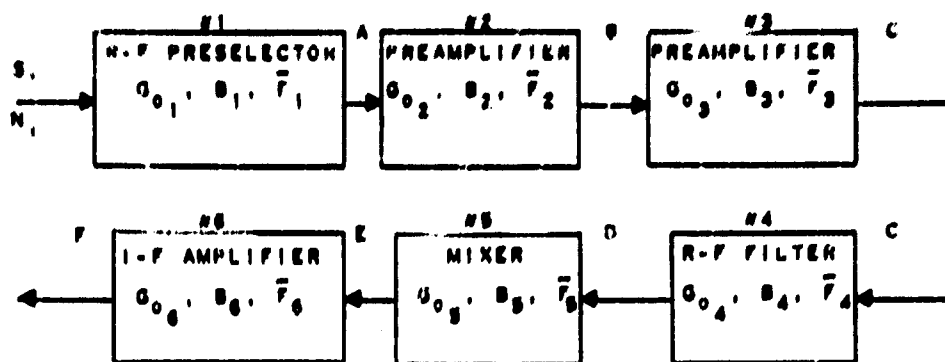 #1 #2 #3
A B C
R-F PRESELECTOR PREAMPLIFIER PREAMPLIFIER
S₁
G₀₁, B₁, F̅₁ G₀₂, B₂, F̅₂ G₀₃, B₃, F̅₃
N₁
#6 #5 #4
F E D C
I-F AMPLIFIER MIXER R-F FILTER
G₀₆, B₆, F̅₆ G₀₅, B₅, F̅₅ G₀₄, B₄, F̅₄